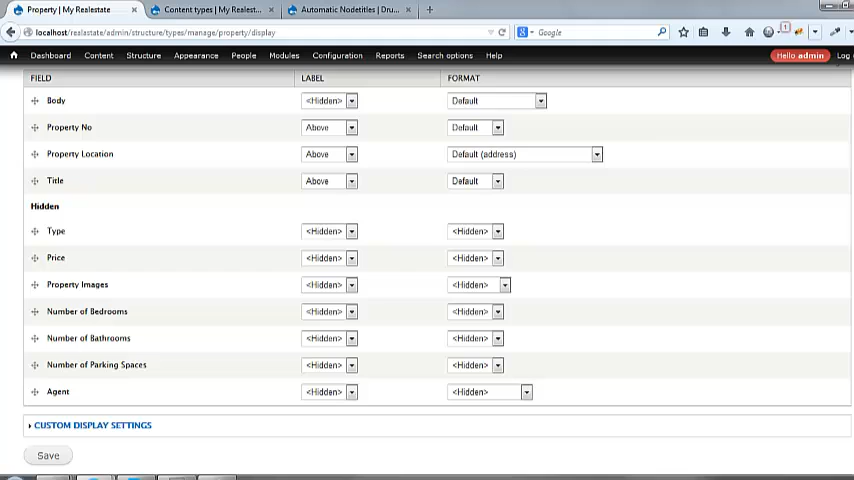 Property | My Realestate
Content types | My Realest...
Automatic Nodetitles | Dru...
localhost/realstate/admin/structure/types/manage/property/display
Google
1
Dashboard Content Structure Appearance People Modules Configuration Reports Search options Help
Hello admin Log
FIELD LABEL FORMAT
Body <Hidden> Default
Property No Above Default
Property Location Above Default (address)
Title Above Default
Hidden
Type <Hidden> <Hidden>
Price <Hidden> <Hidden>
Property Images <Hidden> <Hidden>
Number of Bedrooms <Hidden> <Hidden>
Number of Bathrooms <Hidden> <Hidden>
Number of Parking Spaces <Hidden> <Hidden>
Agent <Hidden> <Hidden>
CUSTOM DISPLAY SETTINGS
Save